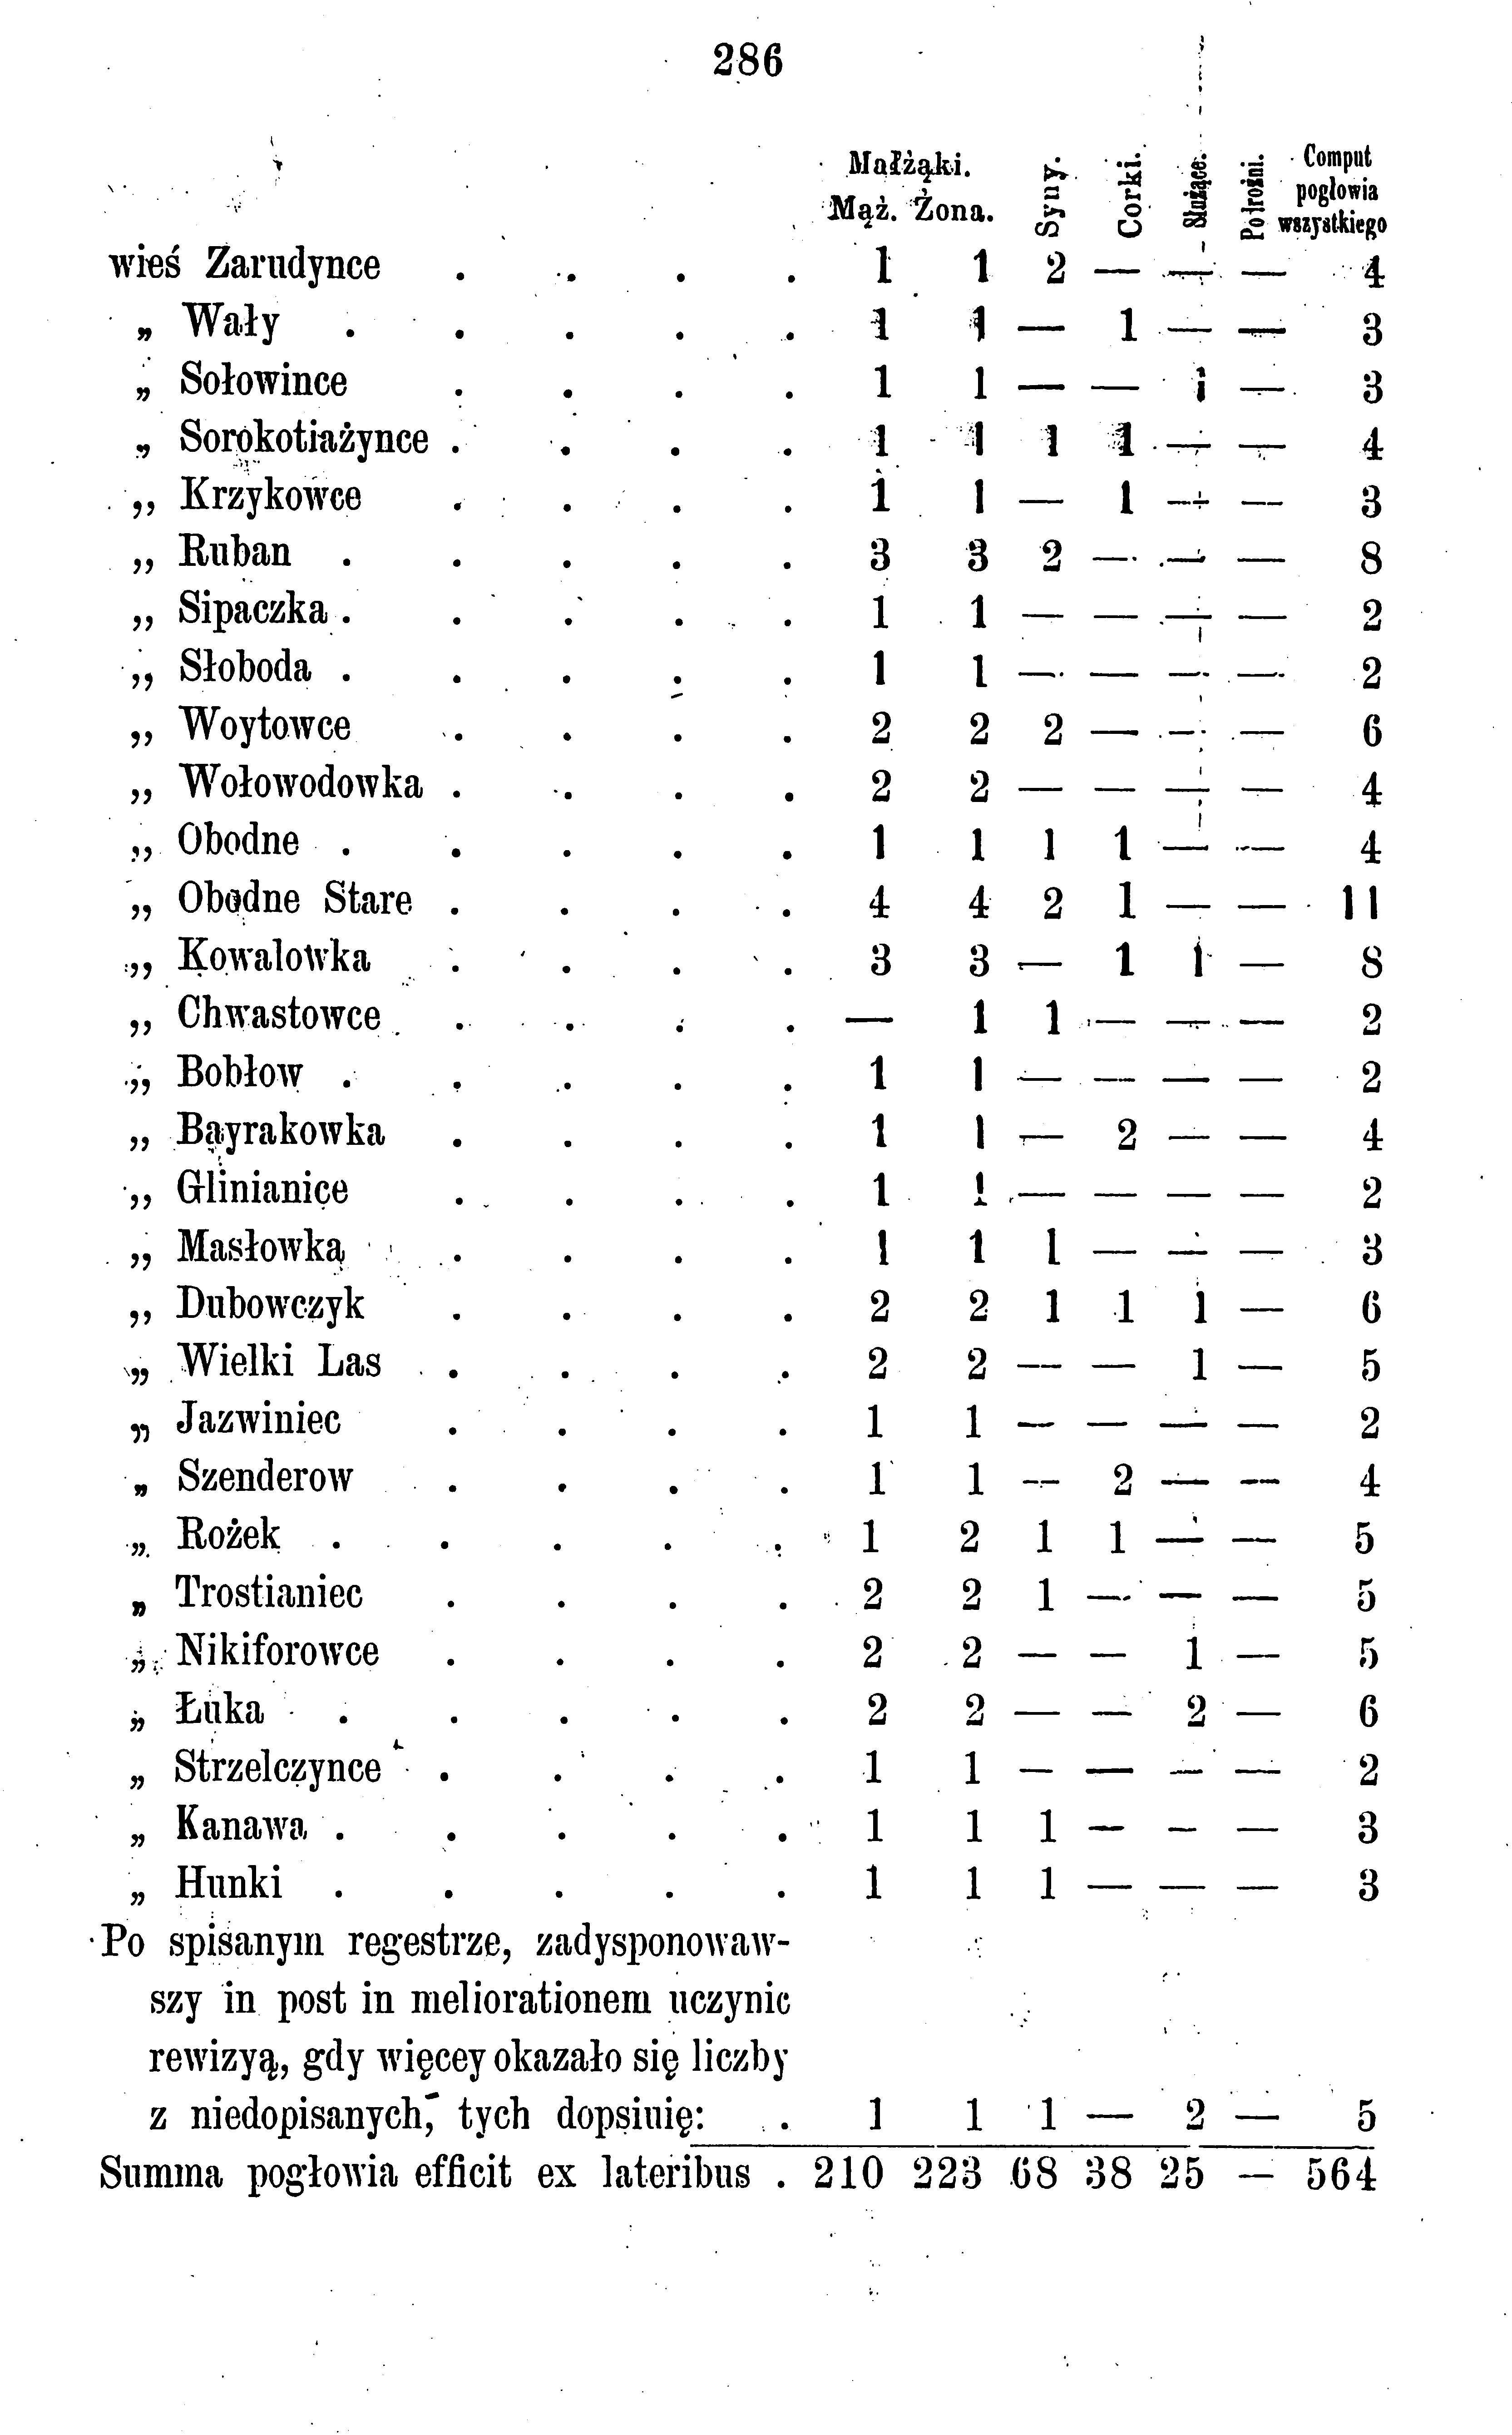 286
Małżąki. Syny. Corki. Służące. Potrożni. Comput
pogłowia
Mąż. Żona. wszystkiego
wieś Zarudynce . . . . 1 1 2 — — — 4
„ Wały . . . . . 1 1 — 1 — — 3
„ Sołowince . . . . 1 1 — — 1 — 3
„ Sorokotiażynce . . . . 1 1 1 1 — — 4
„ Krzykowce . . . . 1 1 — 1 — — 3
„ Ruban . . . . . 3 3 2 — — — 8
„ Sipaczka . . . . . 1 1 — — — — 2
„ Słoboda . . . . . 1 1 — — — — 2
„ Woytowce . . . . 2 2 2 — — — 6
„ Wołowodowka . . . . 2 2 — — — — 4
„ Obodne . . . . . 1 1 1 1 — — 4
„ Obodne Stare . . . . 4 4 2 1 — — 11
„ Kowalowka . . . . 3 3 — 1 1 — 8
„ Chwastowce . . . . — 1 1 — — — 2
„ Bobłow . . . . . 1 1 — — — — 2
„ Bayrakowka . . . . 1 1 — 2 — — 4
„ Glinianice . . . . 1 1 — — — — 2
„ Masłowka . . . . 1 1 1 — — — 3
„ Dubowczyk . . . . 2 2 1 1 1 — 6
„ Wielki Las . . . . 2 2 — — 1 — 5
„ Jazwiniec . . . . 1 1 — — — — 2
„ Szenderow . . . . 1 1 — 2 — — 4
„ Rożek . . . . . 1 2 1 1 — — 5
„ Trostianiec . . . . 2 2 1 — — — 5
„ Nikiforowce . . . . 2 2 — — 1 — 5
„ Łuka . . . . . 2 2 — — 2 — 6
„ Strzelczynce . . . . 1 1 — — — — 2
„ Kanawa . . . . . 1 1 1 — — — 3
„ Hunki . . . . . 1 1 1 — — — 3
Po spisanym regestrze, zadysponowaw-
szy in post in meliorationem uczynic
rewizyą, gdy więcey okazało się liczby
z niedopisanych, tych dopsiuię: . 1 1 1 — 2 — 5
Summa pogłowia efficit ex lateribus . 210 223 68 38 25 — 564